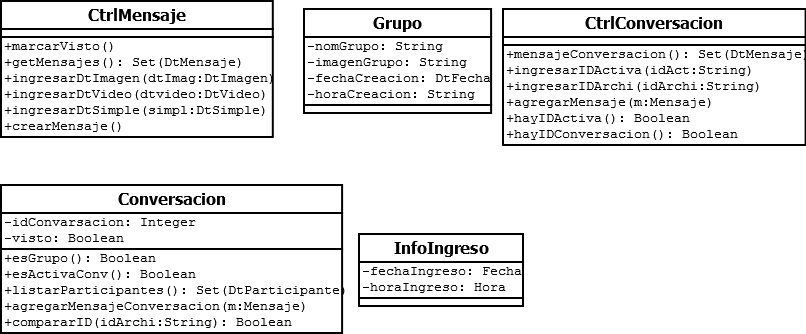 CtrlMensaje
+marcarVisto()
+getMensajes(): Set(DtMensaje)
+ingresarDtImagen(dtImag:DtImagen)
+ingresarDtVideo(dtvideo:DtVideo)
+ingresarDtSimple(simpl:DtSimple)
+crearMensaje()
Grupo
-nomGrupo: String
-imagenGrupo: String
-fechaCreacion: DtFecha
-horaCreacion: String
CtrlConversacion
+mensajeConversacion(): Set(DtMensaje)
+ingresarIDActiva(idAct:String)
+ingresarIDArchi(idArchi:String)
+agregarMensaje(m:Mensaje)
+hayIDActiva(): Boolean
+hayIDConversacion(): Boolean
Conversacion
-idConvarsacion: Integer
-visto: Boolean
+esGrupo(): Boolean
+esActivaConv(): Boolean
+listarParticipantes(): Set(DtParticipante)
+agregarMensajeConversacion(m:Mensaje)
+compararID(idArchi:String): Boolean
InfoIngreso
-fechaIngreso: Fecha
-horaIngreso: Hora